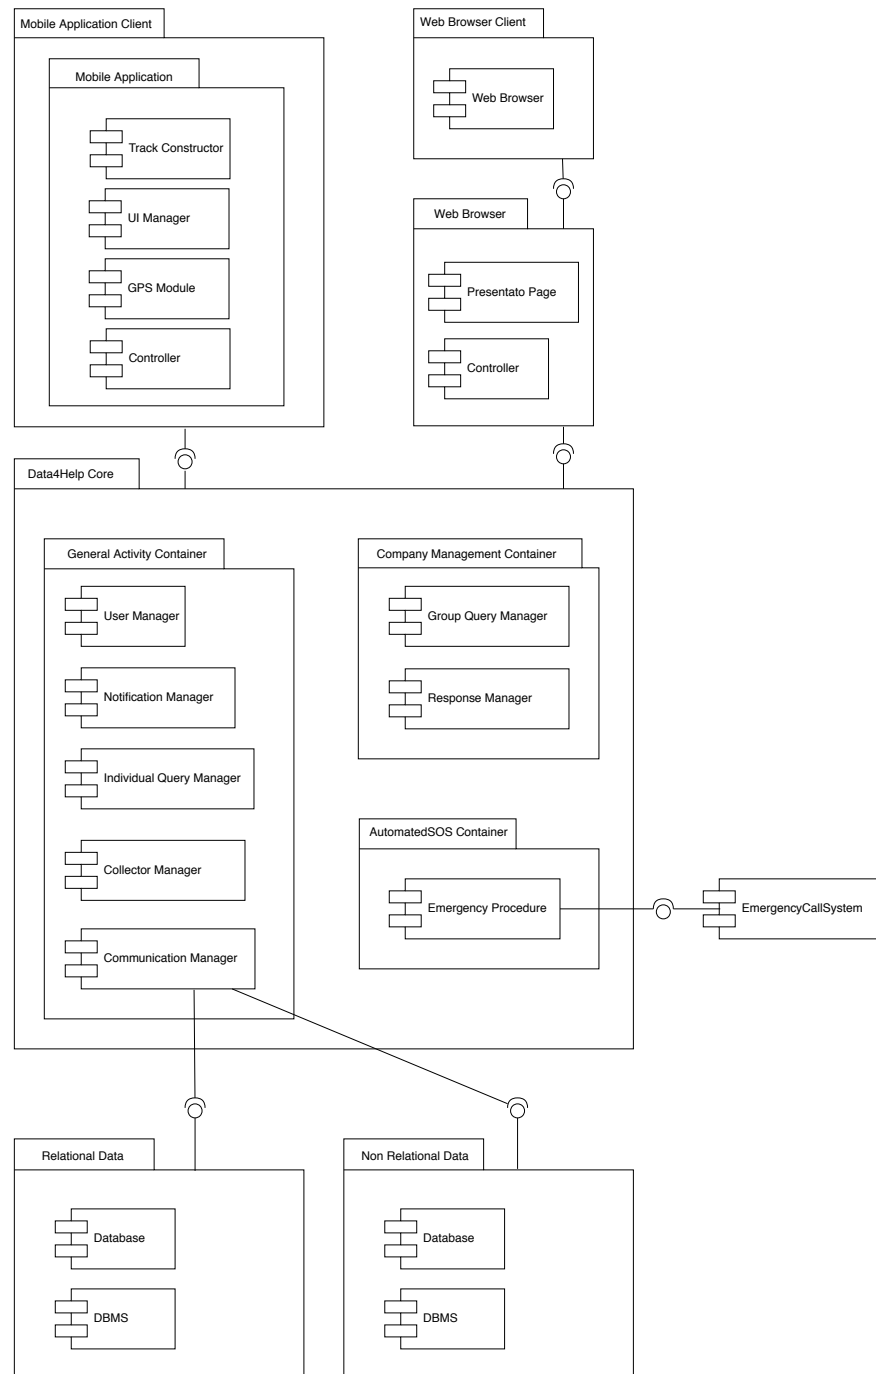 Mobile Application Client
Mobile Application
Track Constructor
UI Manager
GPS Module
Controller
Web Browser Client
Web Browser
Web Browser
Presentato Page
Controller
Data4Help Core
General Activity Container
User Manager
Notification Manager
Individual Query Manager
Collector Manager
Communication Manager
Company Management Container
Group Query Manager
Response Manager
AutomatedSOS Container
Emergency Procedure
EmergencyCallSystem
Relational Data
Database
DBMS
Non Relational Data
Database
DBMS